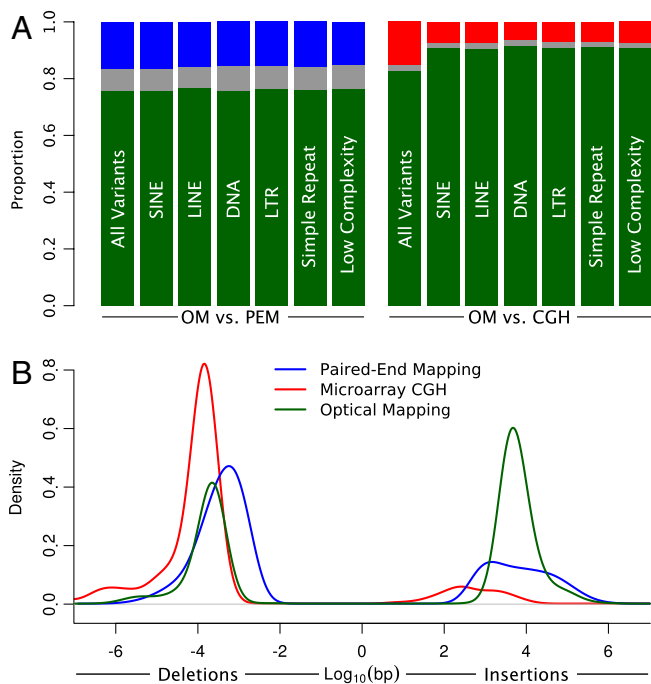 A
Proportion
0.0
0.2
0.4
0.6
0.8
1.0
All Variants
SINE
LINE
DNA
LTR
Simple Repeat
Low Complexity
All Variants
SINE
LINE
DNA
LTR
Simple Repeat
Low Complexity
OM vs. PEM
OM vs. CGH
B
Paired-End Mapping
Microarray CGH
Optical Mapping
Density
0.0
0.2
0.4
0.6
0.8
-6 -4 -2 0 2 4 6
Deletions Log10(bp) Insertions